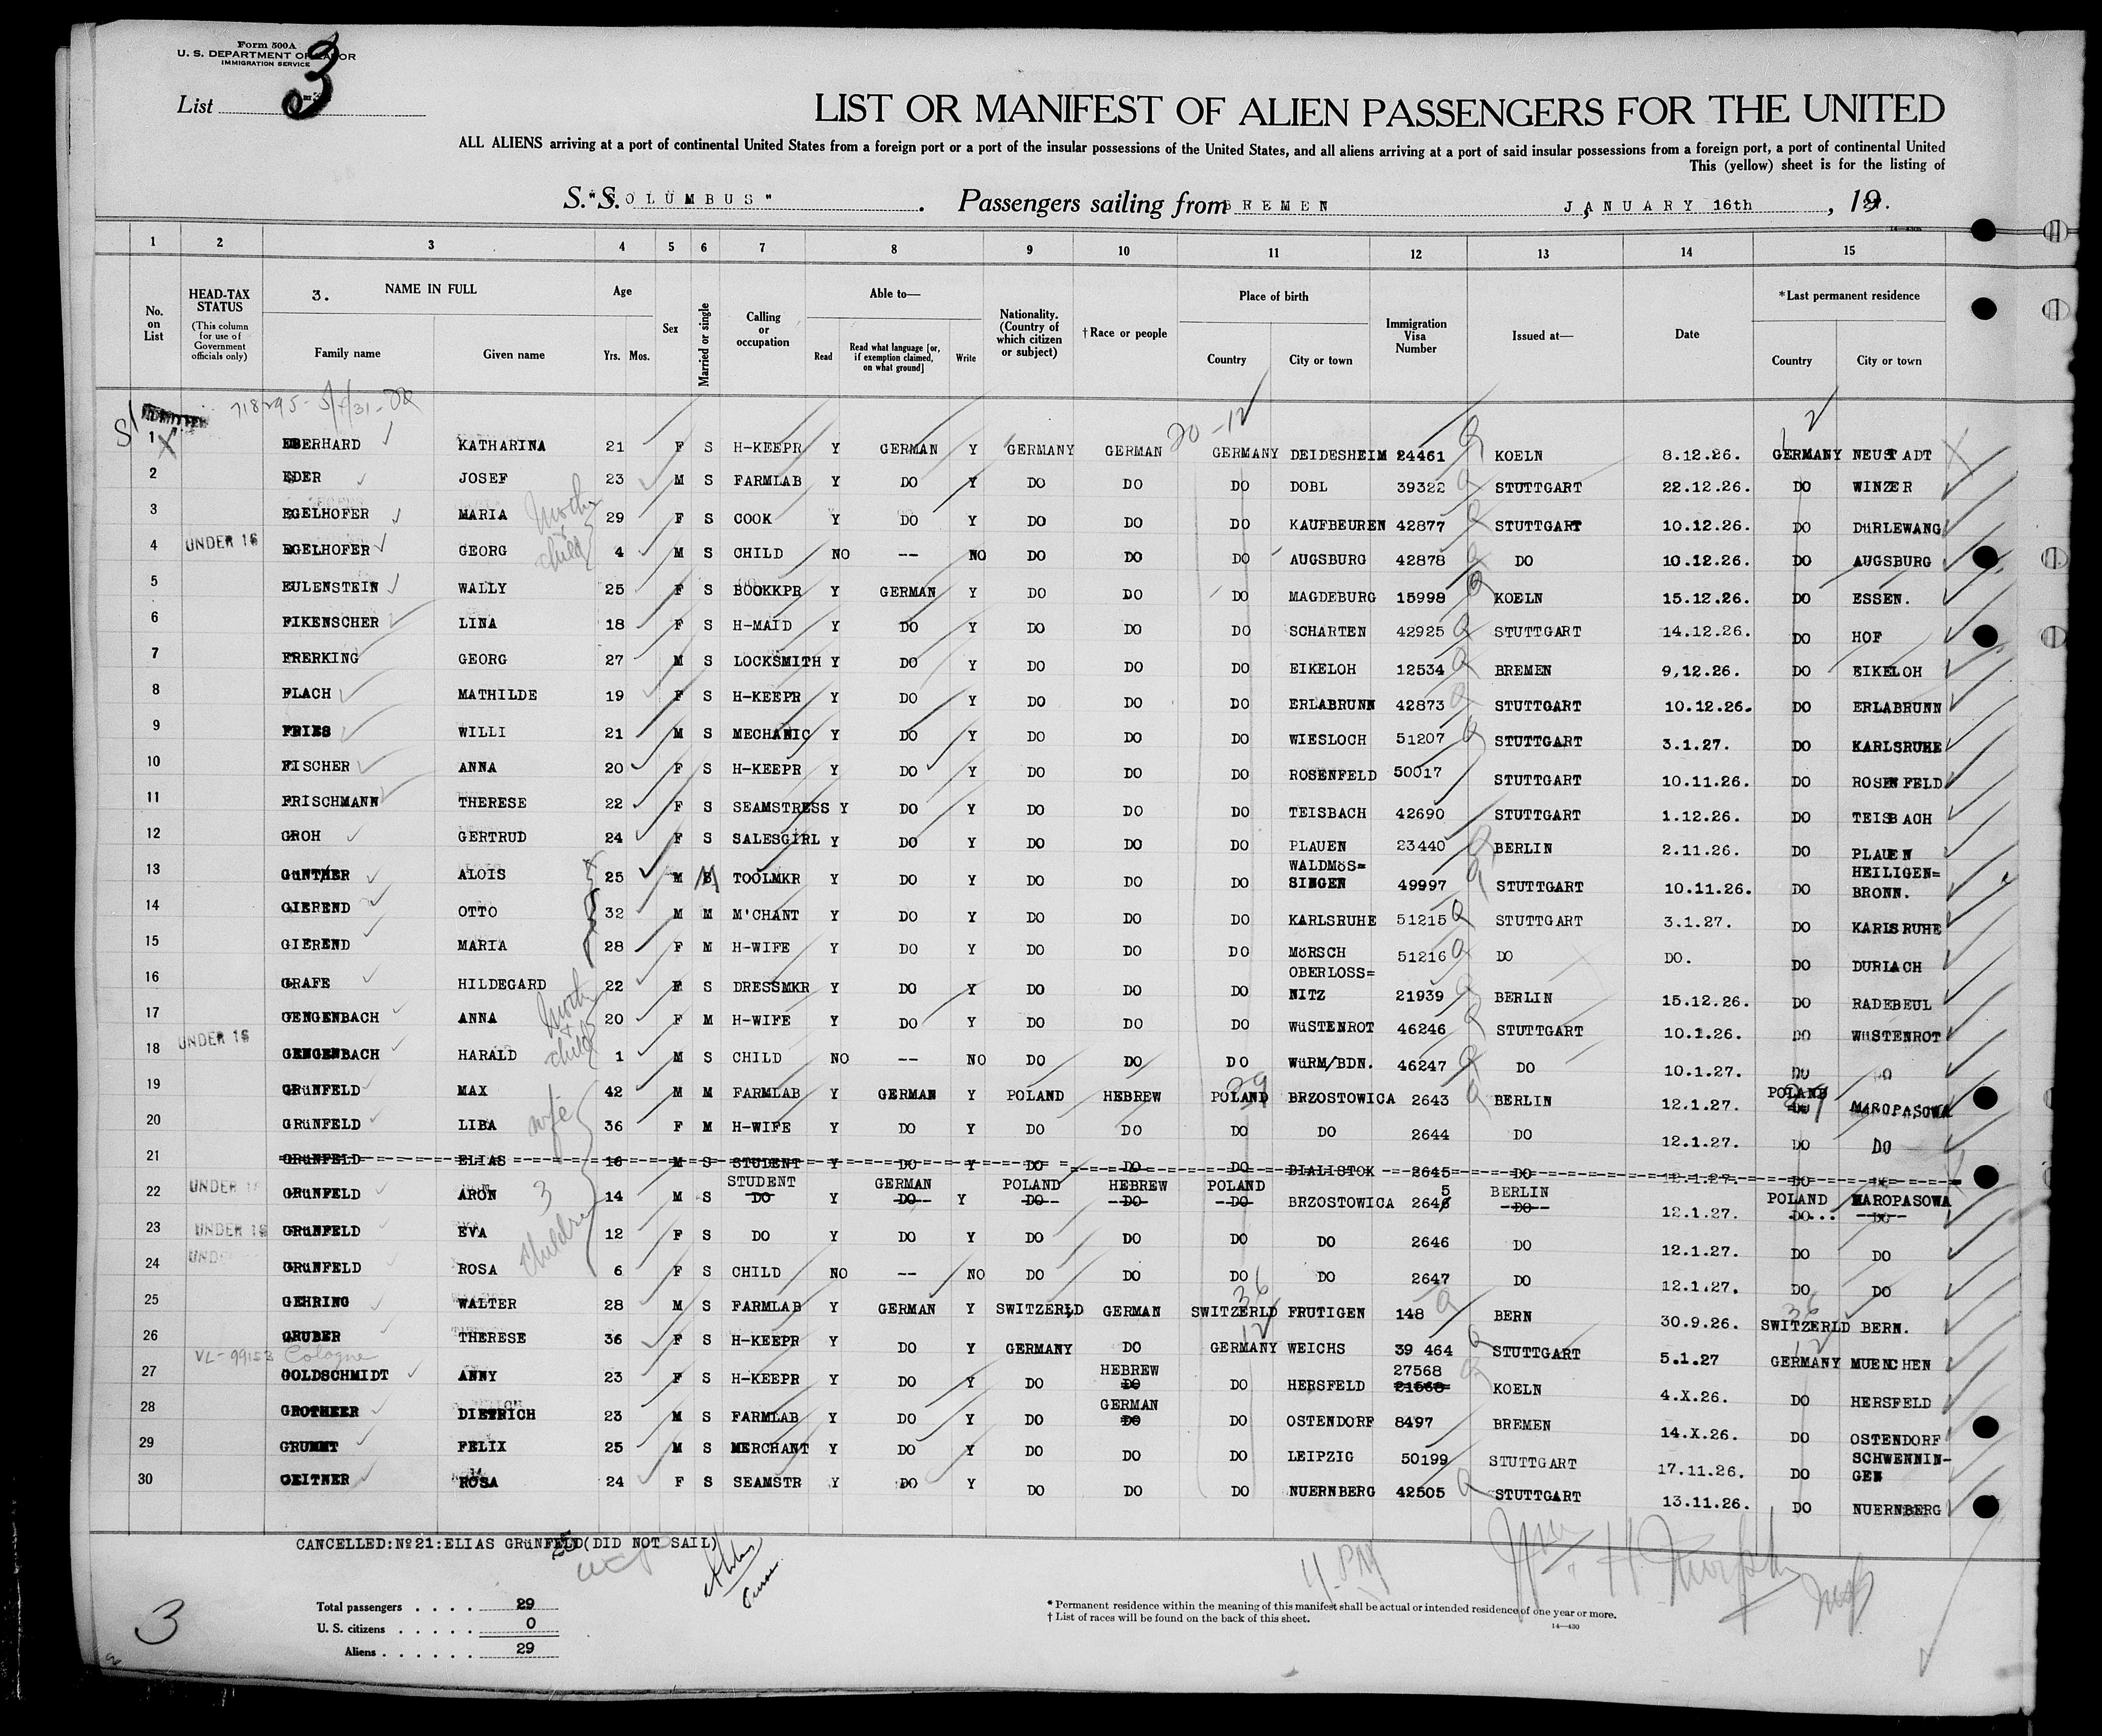 Form 500A
U. S. DEPARTMENT OF LABOR
IMMIGRATION SERVICE
List 3
LIST OR MANIFEST OF ALIEN PASSENGERS FOR THE UNITED
ALL ALIENS arriving at a port of continental United States from a foreign port or a port of the insular possessions of the United States, and all aliens arriving at a port of said insular possessions from a foreign port, a port of continental United
This (yellow) sheet is for the listing of
S. S. "COLUMBUS" . Passengers sailing from BREMEN , JANUARY 16th , 19
1 2 3 4 5 6 7 8 9 10 11 12 13 14 15
No. on List
HEAD-TAX STATUS (This column for use of Government officials only)
3. NAME IN FULL Family name Given name
Age Yrs. Mos.
Sex
Married or single
Calling or occupation
Able to— Read Read what language [or, if exemption claimed, on what ground] Write
Nationality. (Country of which citizen or subject)
†Race or people
Place of birth Country City or town
Immigration Visa Number
Issued at—
Date
*Last permanent residence Country City or town
20-12 2
1 EBERHARD KATHARINA 21 F S H-KEEPR Y GERMAN Y GERMANY GERMAN GERMANY DEIDESHEIM 24461 KOELN 8.12.26. GERMANY NEUSTADT
2 EDER JOSEF 23 M S FARMLAB Y DO Y DO DO DO DOBL 39322 STUTTGART 22.12.26. DO WINZER
3 EGELHOFER MARIA Mother 29 F S COOK Y DO Y DO DO DO KAUFBEUREN 42877 STUTTGART 10.12.26. DO DüRLEWANG
4 UNDER 16 EGELHOFER GEORG + child 4 M S CHILD NO -- NO DO DO DO AUGSBURG 42878 DO 10.12.26. DO AUGSBURG
5 EULENSTEIN WALLY 25 F S BOOKKPR Y GERMAN Y DO DO DO MAGDEBURG 15998 KOELN 15.12.26. DO ESSEN.
6 FIKENSCHER LINA 18 F S H-MAID Y DO Y DO DO DO SCHARTEN 42925 STUTTGART 14.12.26. DO HOF
7 FRERKING GEORG 27 M S LOCKSMITH Y DO Y DO DO DO EIKELOH 12534 BREMEN 9,12.26. DO EIKELOH
8 FLACH MATHILDE 19 F S H-KEEPR Y DO Y DO DO DO ERLABRUNN 42873 STUTTGART 10.12.26. DO ERLABRUNN
9 FRIES WILLI 21 M S MECHANIC Y DO Y DO DO DO WIESLOCH 51207 STUTTGART 3.1.27. DO KARLSRUHE
10 FISCHER ANNA 20 F S H-KEEPR Y DO Y DO DO DO ROSENFELD 50017 STUTTGART 10.11.26. DO ROSENFELD
11 FRISCHMANN THERESE 22 F S SEAMSTRESS Y DO Y DO DO DO TEISBACH 42690 STUTTGART 1.12.26. DO TEISBACH
12 GROH GERTRUD 24 F S SALESGIRL Y DO Y DO DO DO PLAUEN 23440 BERLIN 2.11.26. DO PLAUEN
13 GüNTHER ALOIS 25 M M TOOLMKR Y DO Y DO DO DO WALDMöS=SINGEN 49997 STUTTGART 10.11.26. DO HEILIGEN=BRONN.
14 GIEREND OTTO 32 M M M'CHANT Y DO Y DO DO DO KARLSRUHE 51215 STUTTGART 3.1.27. DO KARLSRUHE
15 GIEREND MARIA 28 F M H-WIFE Y DO Y DO DO DO MöRSCH 51216 DO DO. DO DURLACH
16 GRAFE HILDEGARD 22 F S DRESSMKR Y DO Y DO DO DO OBERLOSS=NITZ 21939 BERLIN 15.12.26. DO RADEBEUL
17 GENGENBACH ANNA Mother 20 F M H-WIFE Y DO Y DO DO DO WüSTENROT 46246 STUTTGART 10.1.26. DO WüSTENROT
18 UNDER 16 GENGENBACH HARALD + child 1 M S CHILD NO -- NO DO DO DO WüRM/BDN. 46247 DO 10.1.27. DO DO
19 GRüNFELD MAX 42 M M FARMLAB Y GERMAN Y POLAND HEBREW POLAND BRZOSTOWICA 2643 BERLIN 12.1.27. POLAND DO MAROPASOWA
20 GRüNFELD LIBA wife 36 F M H-WIFE Y DO Y DO DO DO DO 2644 DO 12.1.27. DO DO
21 GRüNFELD ELIAS 16 M S STUDENT Y DO Y DO DO DO BIALISTOK 2645 DO 12.1.27. DO DO
22 UNDER 16 GRüNFELD ARON 3 children 14 M S STUDENT DO Y GERMAN DO Y POLAND DO HEBREW DO POLAND DO BRZOSTOWICA 2645 BERLIN DO 12.1.27. POLAND DO MAROPASOWA DO
23 UNDER 16 GRüNFELD EVA 12 F S DO Y DO Y DO DO DO DO 2646 DO 12.1.27. DO DO
24 UNDER GRüNFELD ROSA 6 F S CHILD NO -- NO DO DO DO DO 2647 DO 12.1.27. DO DO
25 GEHRING WALTER 28 M S FARMLAB Y GERMAN Y SWITZERLD GERMAN SWITZERLD FRUTIGEN 148 BERN 30.9.26. SWITZERLD BERN.
26 GRUBER THERESE 36 F S H-KEEPR Y DO Y GERMANY DO GERMANY WEICHS 39 464 STUTTGART 5.1.27 GERMANY MUENCHEN
VL-99153 Cologne
27 GOLDSCHMIDT ANNY 23 F S H-KEEPR Y DO Y DO HEBREW DO DO HERSFELD 27568 21568 KOELN 4.X.26. DO HERSFELD
28 GROTHEER DIETRICH 23 M S FARMLAB Y DO Y DO GERMAN DO DO OSTENDORF 8497 BREMEN 14.X.26. DO OSTENDORF
29 GRUMMT FELIX 25 M S MERCHANT Y DO Y DO DO DO LEIPZIG 50199 STUTTGART 17.11.26. DO SCHWENNIN-GEN
30 GEITNER ROSA 24 F S SEAMSTR Y DO Y DO DO DO NUERNBERG 42505 STUTTGART 13.11.26. DO NUERNBERG
CANCELLED:No21:ELIAS GRüNFELD(DID NOT SAIL)
4 PM
Wm. H. Murphy
Total passengers . . . . 29
U. S. citizens . . . . . 0
Aliens . . . . . . 29
3
* Permanent residence within the meaning of this manifest shall be actual or intended residence of one year or more.
† List of races will be found on the back of this sheet.
14—430